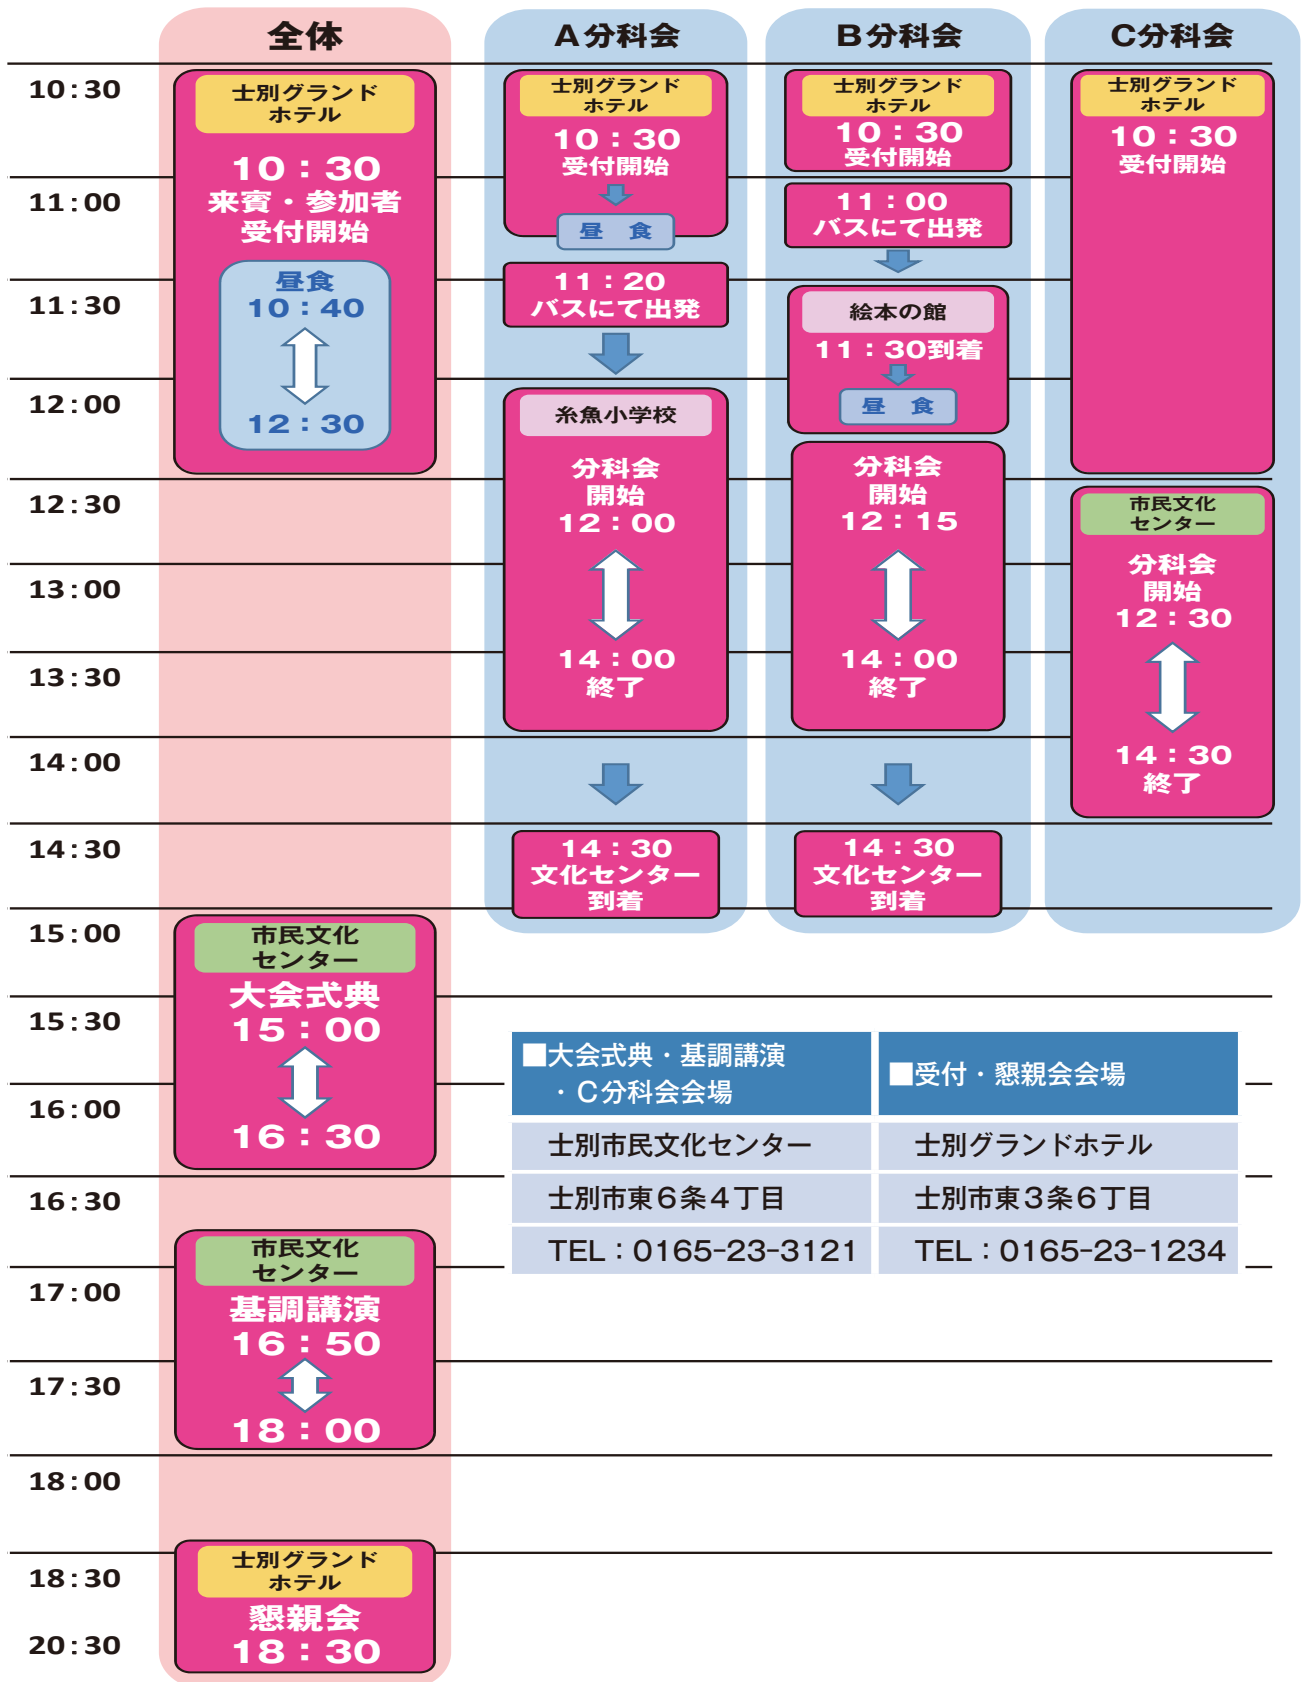 全体
A分科会
B分科会
C分科会
10:30
11:00
11:30
12:00
12:30
13:00
13:30
14:00
14:30
15:00
15:30
16:00
16:30
17:00
17:30
18:00
18:30
20:30
士別グランド
ホテル
10：30
来賓・参加者
受付開始
昼食
10：40
12：30
市民文化
センター
大会式典
15：00
16：30
市民文化
センター
基調講演
16：50
18：00
士別グランド
ホテル
懇親会
18：30
士別グランド
ホテル
10：30
受付開始
昼　食
11：20
バスにて出発
糸魚小学校
分科会
開始
12：00
14：00
終了
14：30
文化センター
到着
士別グランド
ホテル
10：30
受付開始
11：00
バスにて出発
絵本の館
11：30到着
昼　食
分科会
開始
12：15
14：00
終了
14：30
文化センター
到着
士別グランド
ホテル
10：30
受付開始
市民文化
センター
分科会
開始
12：30
14：30
終了
■大会式典・基調講演
・C分科会会場
士別市民文化センター
士別市東6条4丁目
TEL：0165-23-3121
■受付・懇親会会場
士別グランドホテル
士別市東3条6丁目
TEL：0165-23-1234